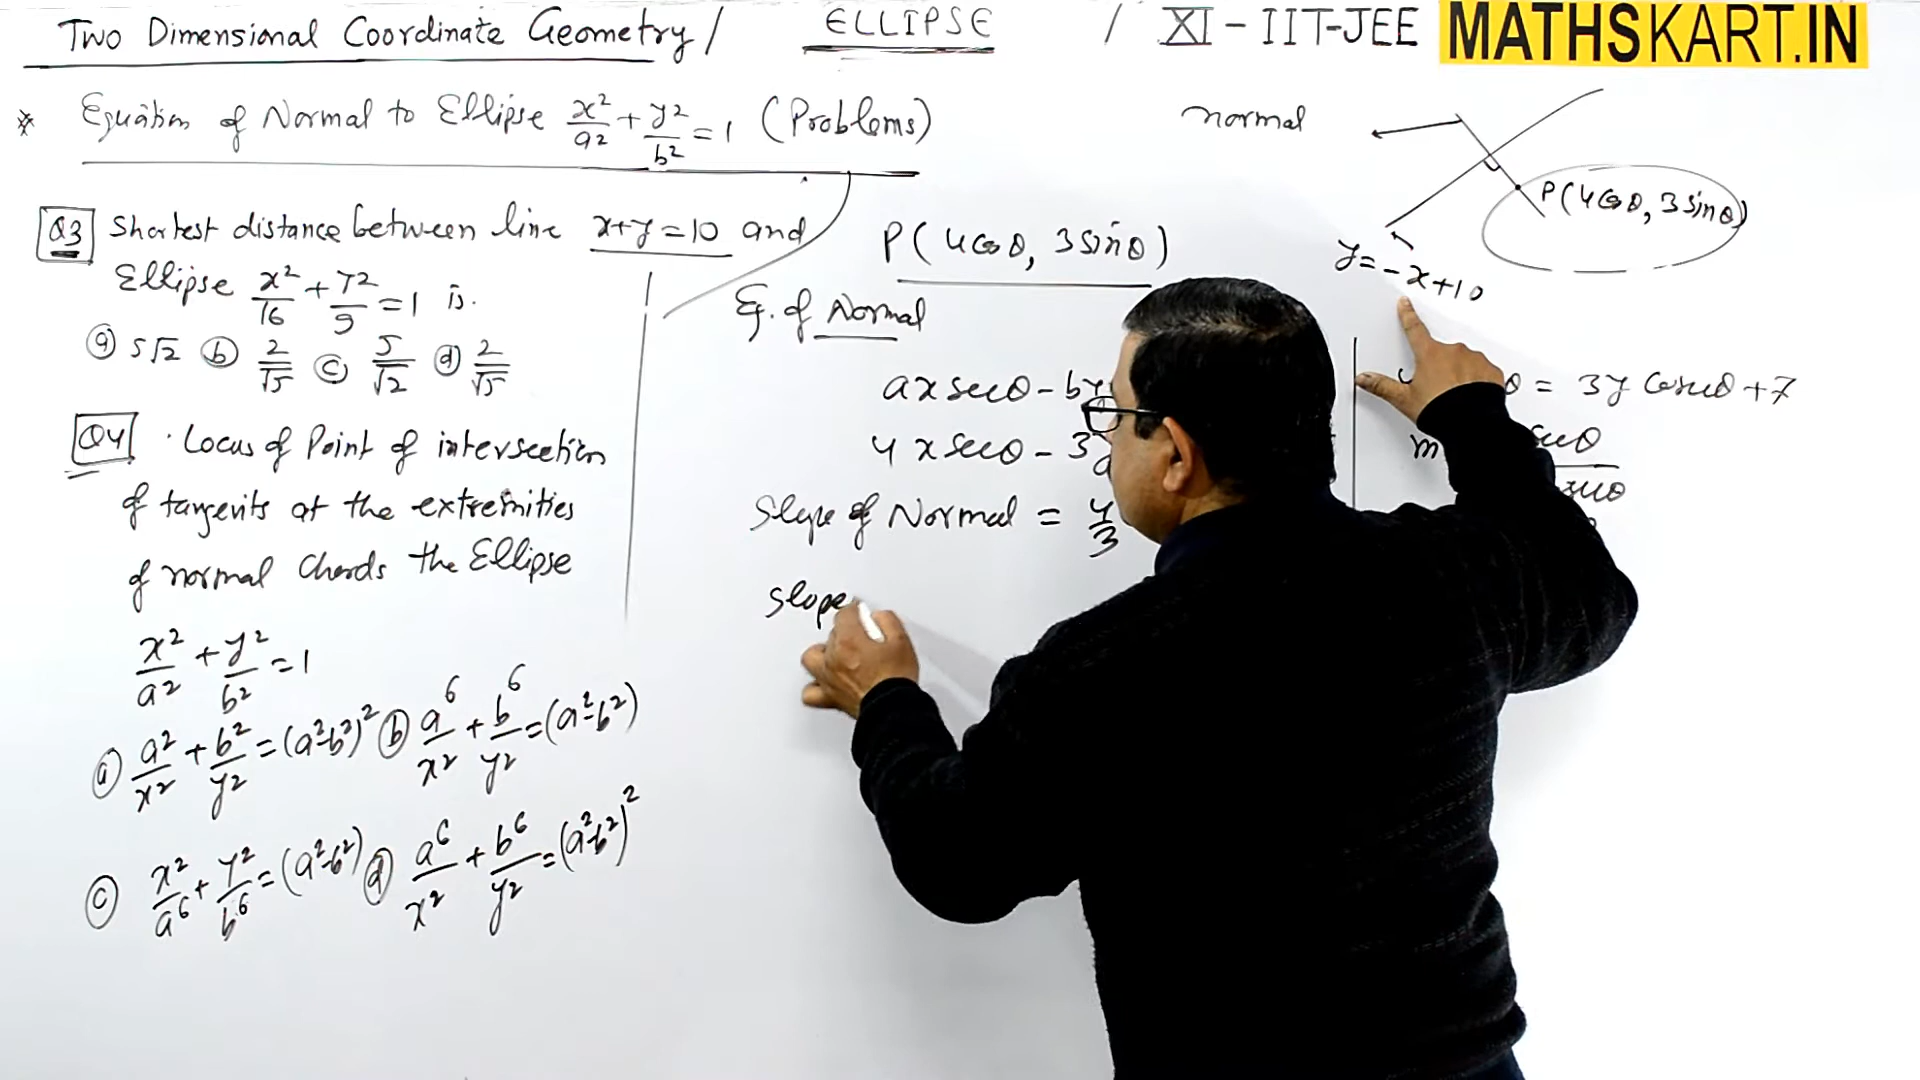 Two Dimensional Coordinate Geometry / ELLIPSE / XI - IIT-JEE MATHSKART.IN
* Equation of Normal to Ellipse x²/a² + y²/b² = 1 (Problems)
Q3 Shortest distance between line x+y=10 and
Ellipse x²/16 + y²/9 = 1 is.
(a) 5√2 (b) 2/√5 (c) 5/√2 (d) 2/√5
Q4 . Locus of Point of intersection
of tangents at the extremities
of normal Chords the Ellipse
x²/a² + y²/b² = 1
(a) a²/x² + b²/y² = (a²-b²)² (b) a⁶/x² + b⁶/y² = (a²-b²)
(c) x²/a⁶ + y²/b⁶ = (a²-b²) (d) a⁶/x² + b⁶/y² = (a²-b²)²
P(4cosθ, 3sinθ)
Eq. of Normal
ax secθ - by
4x secθ - 3y
Slope of Normal = 4/3
Slope
normal
P(4cosθ, 3sinθ)
y = -x+10
θ = 3y cosecθ + 7
m secθ